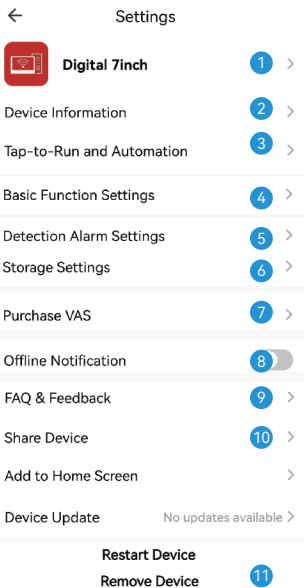 Settings
Digital 7inch 1
Device Information 2
Tap-to-Run and Automation 3
Basic Function Settings 4
Detection Alarm Settings 5
Storage Settings 6
Purchase VAS 7
Offline Notification 8
FAQ & Feedback 9
Share Device 10
Add to Home Screen
Device Update No updates available
Restart Device
Remove Device 11